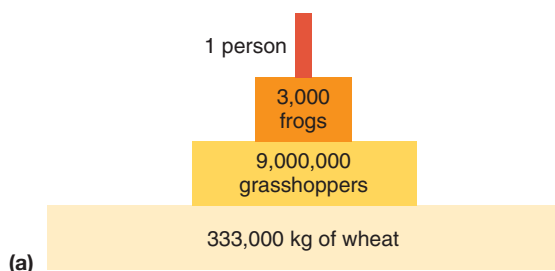 1 person
3,000
frogs
9,000,000
grasshoppers
333,000 kg of wheat
(a)